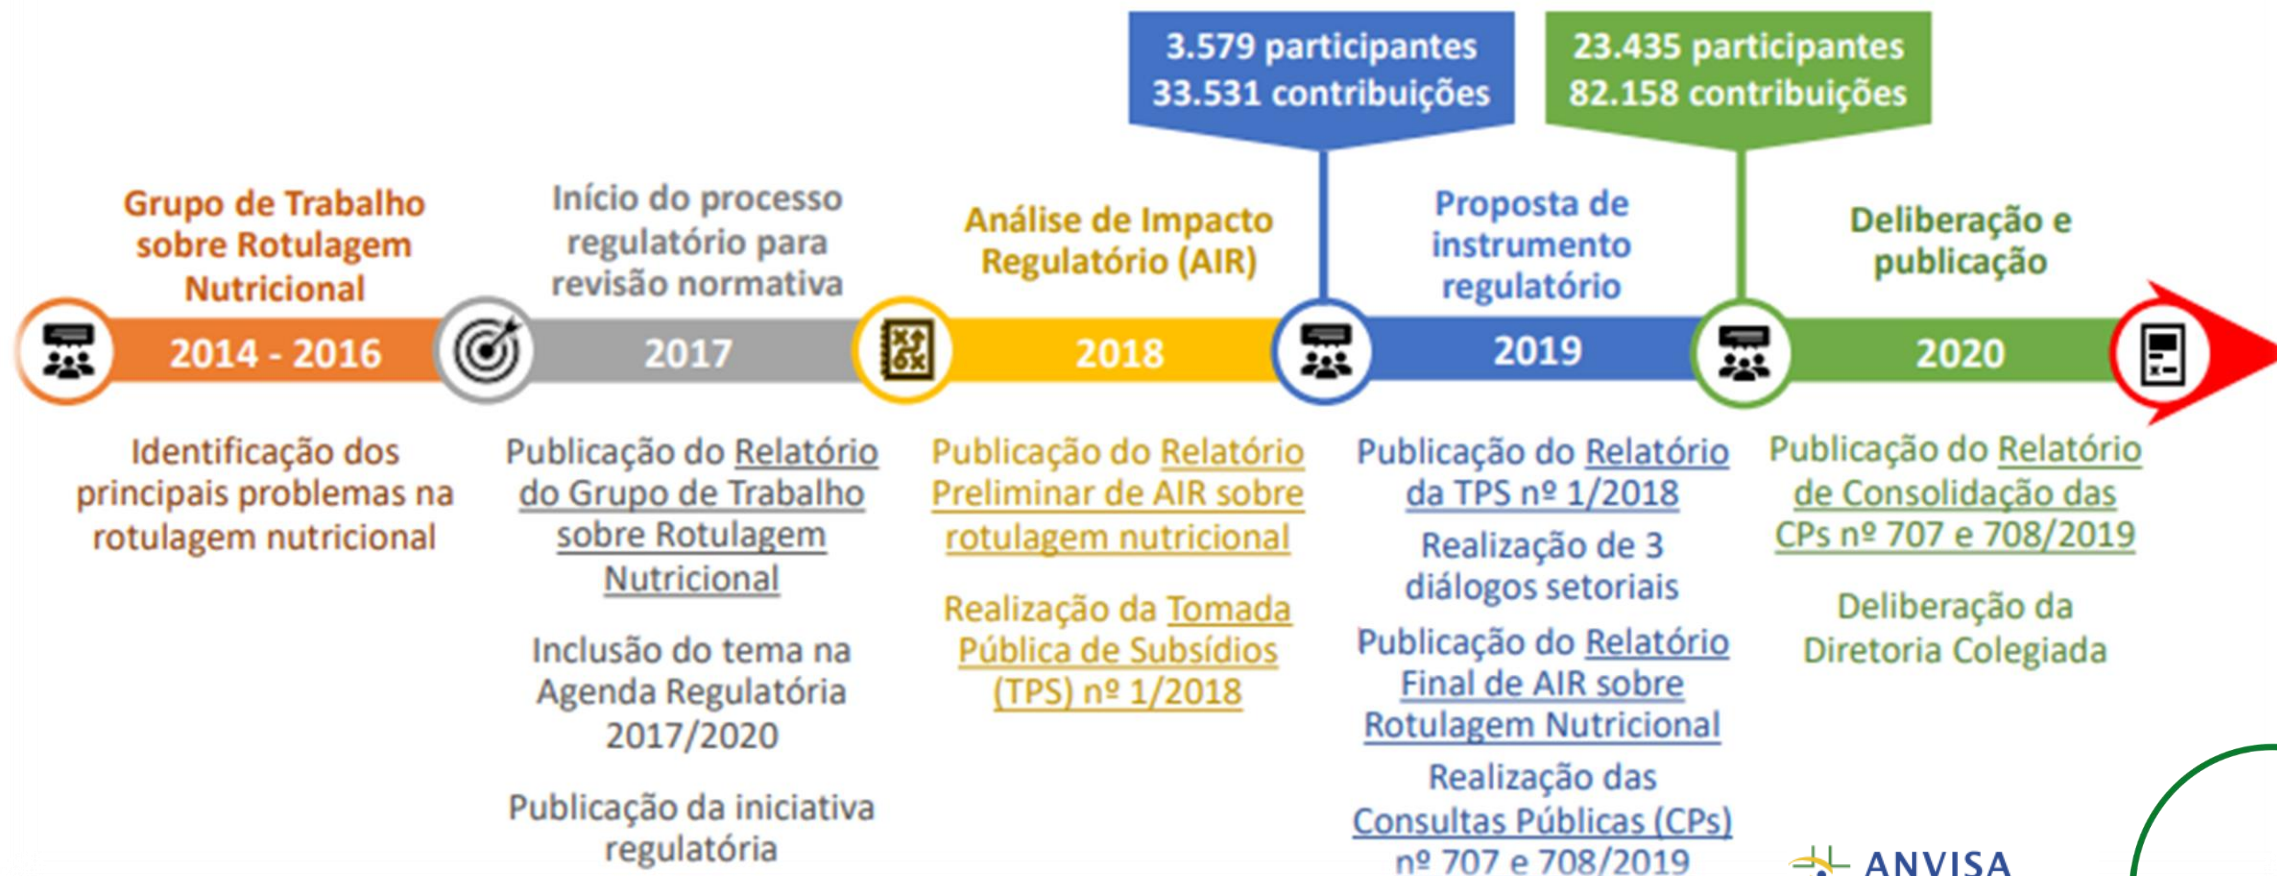 3.579 participantes
33.531 contribuições
23.435 participantes
82.158 contribuições
Grupo de Trabalho
sobre Rotulagem
Nutricional
Início do processo
regulatório para
revisão normativa
Análise de Impacto
Regulatório (AIR)
Proposta de
instrumento
regulatório
Deliberação e
publicação
2014 - 2016
2017
2018
2019
2020
Identificação dos
principais problemas na
rotulagem nutricional
Publicação do Relatório
do Grupo de Trabalho
sobre Rotulagem
Nutricional
Inclusão do tema na
Agenda Regulatória
2017/2020
Publicação da iniciativa
regulatória
Publicação do Relatório
Preliminar de AIR sobre
rotulagem nutricional
Realização da Tomada
Pública de Subsídios
(TPS) nº 1/2018
Publicação do Relatório
da TPS nº 1/2018
Realização de 3
diálogos setoriais
Publicação do Relatório
Final de AIR sobre
Rotulagem Nutricional
Realização das
Consultas Públicas (CPs)
nº 707 e 708/2019
Publicação do Relatório
de Consolidação das
CPs nº 707 e 708/2019
Deliberação da
Diretoria Colegiada
ANVISA